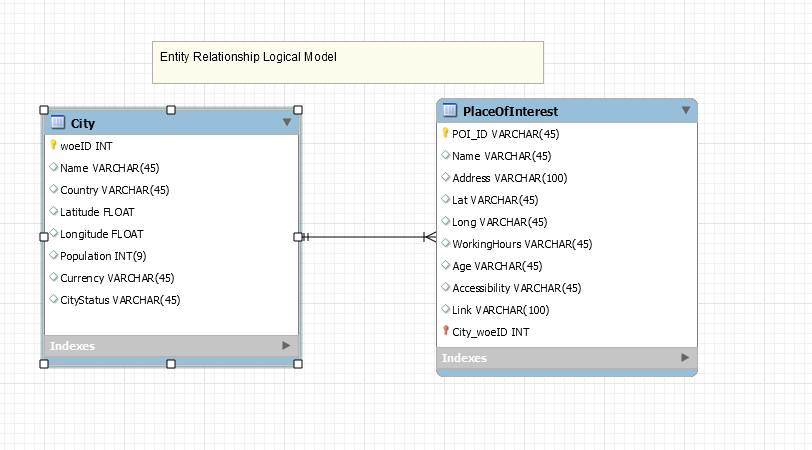 Entity Relationship Logical Model
City
woeID INT
Name VARCHAR(45)
Country VARCHAR(45)
Latitude FLOAT
Longitude FLOAT
Population INT(9)
Currency VARCHAR(45)
CityStatus VARCHAR(45)
Indexes
PlaceOfInterest
POI_ID VARCHAR(45)
Name VARCHAR(45)
Address VARCHAR(100)
Lat VARCHAR(45)
Long VARCHAR(45)
WorkingHours VARCHAR(45)
Age VARCHAR(45)
Accessibility VARCHAR(45)
Link VARCHAR(100)
City_woeID INT
Indexes